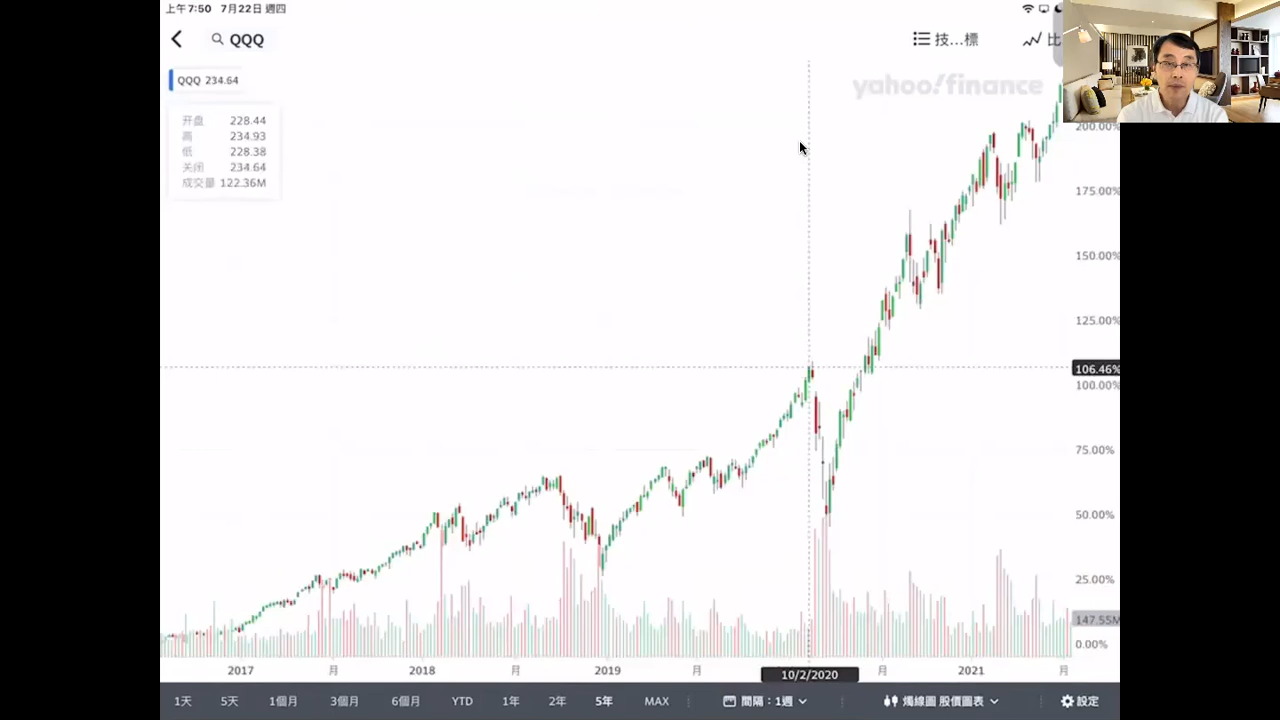 上午7:50 7月22日 週四
QQQ
技…標
比
QQQ 234.64
yahoo!finance
开盘 228.44
高 234.93
低 228.38
关闭 234.64
成交量 122.36M
200.00%
175.00%
150.00%
125.00%
106.46%
100.00%
75.00%
50.00%
25.00%
147.55M
0.00%
2017 月 2018 月 2019 月 10/2/2020 月 2021 月
1天 5天 1個月 3個月 6個月 YTD 1年 2年 5年 MAX 間隔：1週 燭線圖 股價圖表 設定